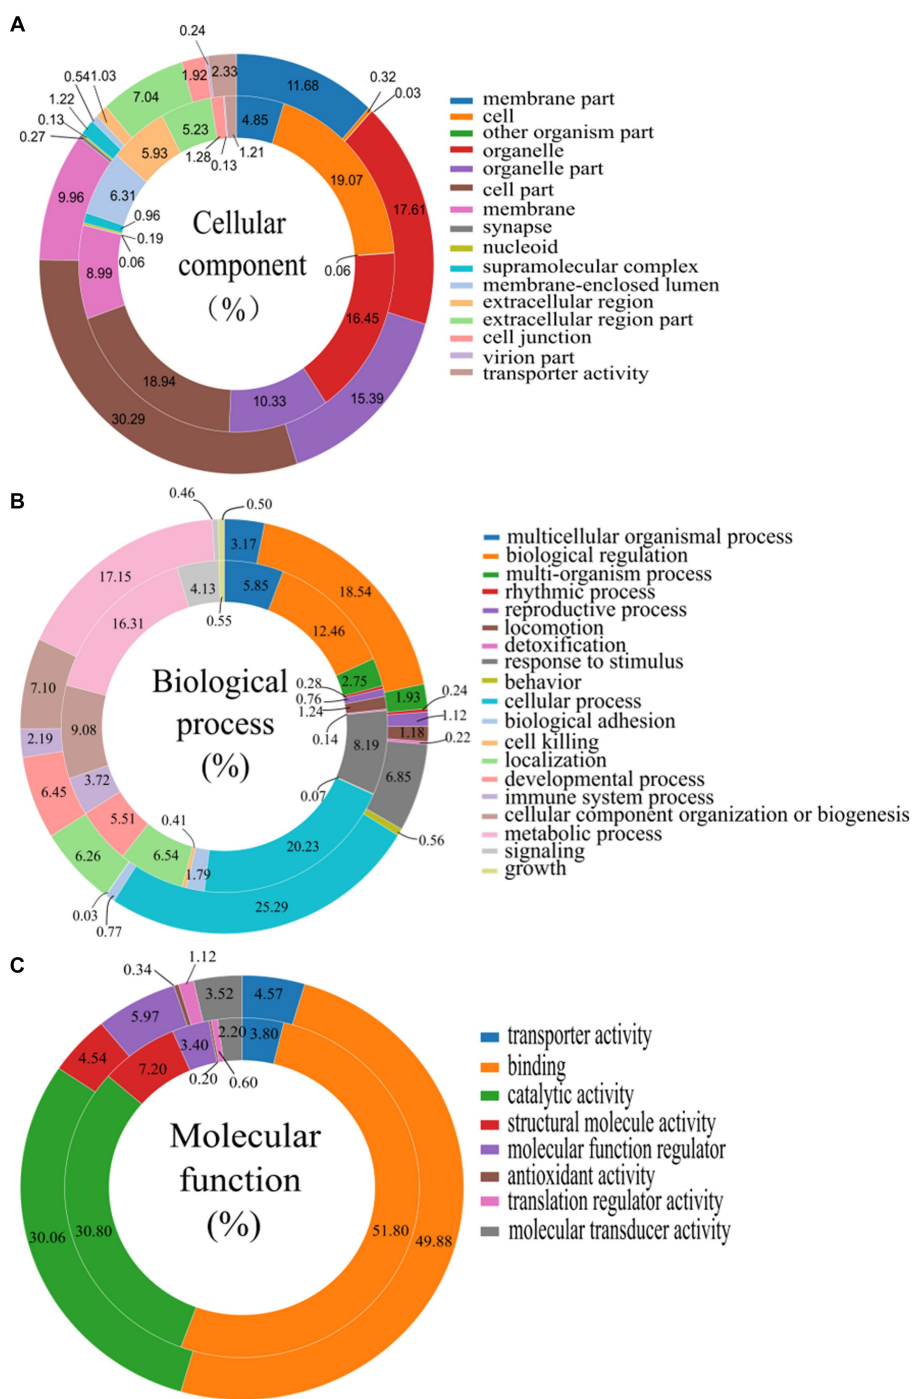 A
0.24
1.92
2.33
11.68
0.32
0.03
0.54
1.03
7.04
1.22
0.13
0.27
5.23
4.85
5.93
1.28
0.13
1.21
19.07
9.96
6.31
0.96
0.19
0.06
8.99
Cellular
component
(%)
0.06
17.61
16.45
18.94
10.33
15.39
30.29
membrane part
cell
other organism part
organelle
organelle part
cell part
membrane
synapse
nucleoid
supramolecular complex
membrane-enclosed lumen
extracellular region
extracellular region part
cell junction
virion part
transporter activity
B
0.46
0.50
3.17
17.15
18.54
4.13
5.85
0.55
16.31
12.46
Biological
process
(%)
0.28
0.76
1.24
0.14
2.75
1.93
0.24
1.12
1.18
0.22
7.10
9.08
2.19
3.72
8.19
6.85
0.07
6.45
5.51
0.41
0.56
6.26
6.54
1.79
20.23
0.03
0.77
25.29
multicellular organismal process
biological regulation
multi-organism process
rhythmic process
reproductive process
locomotion
detoxification
response to stimulus
behavior
cellular process
biological adhesion
cell killing
localization
developmental process
immune system process
cellular component organization or biogenesis
metabolic process
signaling
growth
C
0.34
1.12
3.52
4.57
5.97
4.54
7.20
3.40
2.20
3.80
0.20
0.60
Molecular
function
(%)
30.06
30.80
51.80
49.88
transporter activity
binding
catalytic activity
structural molecule activity
molecular function regulator
antioxidant activity
translation regulator activity
molecular transducer activity